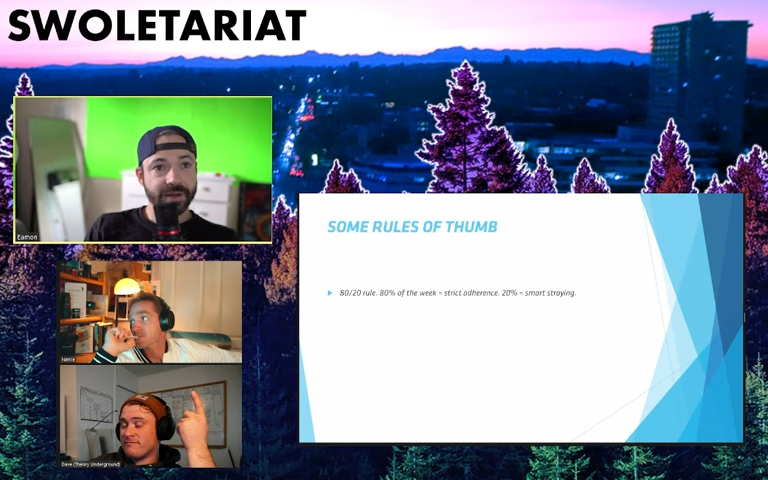 SWOLETARIAT
Eamon
SOME RULES OF THUMB
80/20 rule. 80% of the week = strict adherence. 20% = smart straying.
Nance
Dave (Theory Underground)